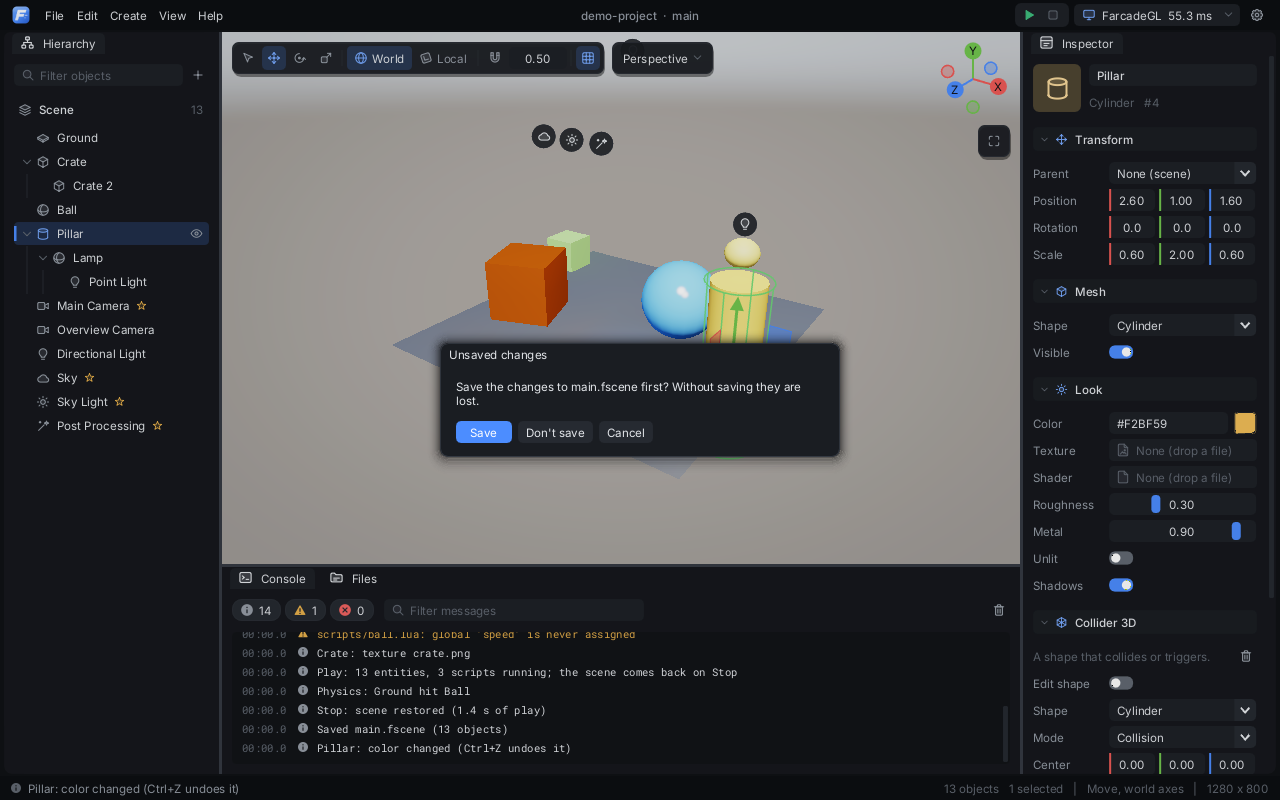 File Edit Create View Help
demo-project · main
FarcadeGL 55.3 ms
Hierarchy
Filter objects
Scene 13
Ground
Crate
Crate 2
Ball
Pillar
Lamp
Point Light
Main Camera
Overview Camera
Directional Light
Sky
Sky Light
Post Processing
World Local 0.50 Perspective
Y
X
Z
Unsaved changes
Save the changes to main.fscene first? Without saving they are
lost.
Save Don't save Cancel
Console Files
14 1 0 Filter messages
00:00.0 scripts/ball.lua: global 'speed' is never assigned
00:00.0 Crate: texture crate.png
00:00.0 Play: 13 entities, 3 scripts running; the scene comes back on Stop
00:00.0 Physics: Ground hit Ball
00:00.0 Stop: scene restored (1.4 s of play)
00:00.0 Saved main.fscene (13 objects)
00:00.0 Pillar: color changed (Ctrl+Z undoes it)
Inspector
Pillar
Cylinder #4
Transform
Parent None (scene)
Position 2.60 1.00 1.60
Rotation 0.0 0.0 0.0
Scale 0.60 2.00 0.60
Mesh
Shape Cylinder
Visible
Look
Color #F2BF59
Texture None (drop a file)
Shader None (drop a file)
Roughness 0.30
Metal 0.90
Unlit
Shadows
Collider 3D
A shape that collides or triggers.
Edit shape
Shape Cylinder
Mode Collision
Center 0.00 0.00 0.00
Pillar: color changed (Ctrl+Z undoes it)
13 objects 1 selected | Move, world axes | 1280 x 800